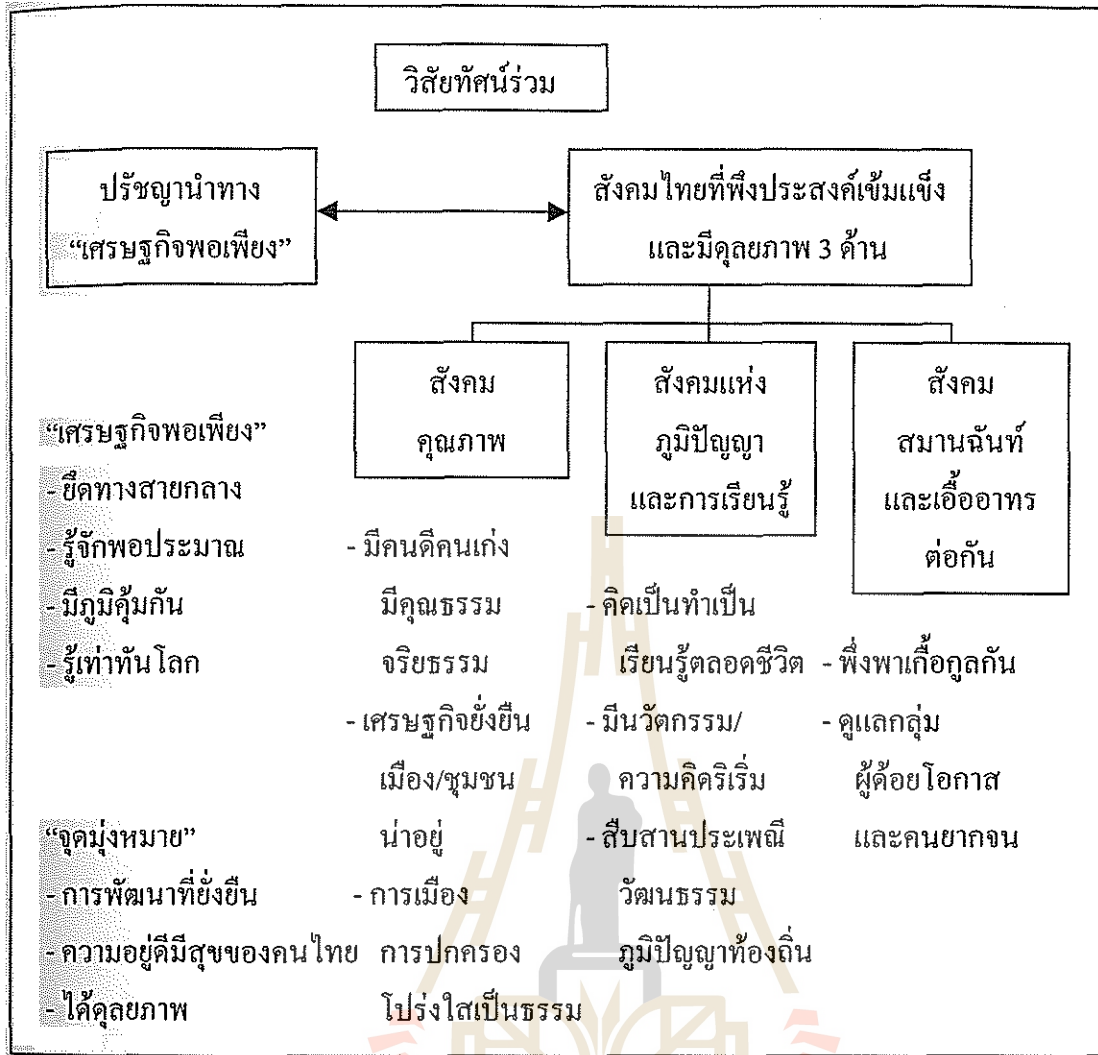 วิสัยทัศน์ร่วม
ปรัชญานำทาง
“เศรษฐกิจพอเพียง”
สังคมไทยที่พึงประสงค์เข้มแข็ง
และมีดุลยภาพ 3 ด้าน
สังคม
คุณภาพ
สังคมแห่ง
ภูมิปัญญา
และการเรียนรู้
สังคม
สมานฉันท์
และเอื้ออาทร
ต่อกัน
“เศรษฐกิจพอเพียง”
- ยึดทางสายกลาง
- รู้จักพอประมาณ
- มีภูมิคุ้มกัน
- รู้เท่าทันโลก
“จุดมุ่งหมาย”
- การพัฒนาที่ยั่งยืน
- ความอยู่ดีมีสุขของคนไทย
- ได้ดุลยภาพ
- มีคนดีคนเก่ง
มีคุณธรรม
จริยธรรม
- เศรษฐกิจยั่งยืน
เมือง/ชุมชน
น่าอยู่
- การเมือง
การปกครอง
โปร่งใสเป็นธรรม
- คิดเป็นทำเป็น
เรียนรู้ตลอดชีวิต
- มีนวัตกรรม/
ความคิดริเริ่ม
- สืบสานประเพณี
วัฒนธรรม
ภูมิปัญญาท้องถิ่น
- พึ่งพาเกื้อกูลกัน
- ดูแลกลุ่ม
ผู้ด้อยโอกาส
และคนยากจน